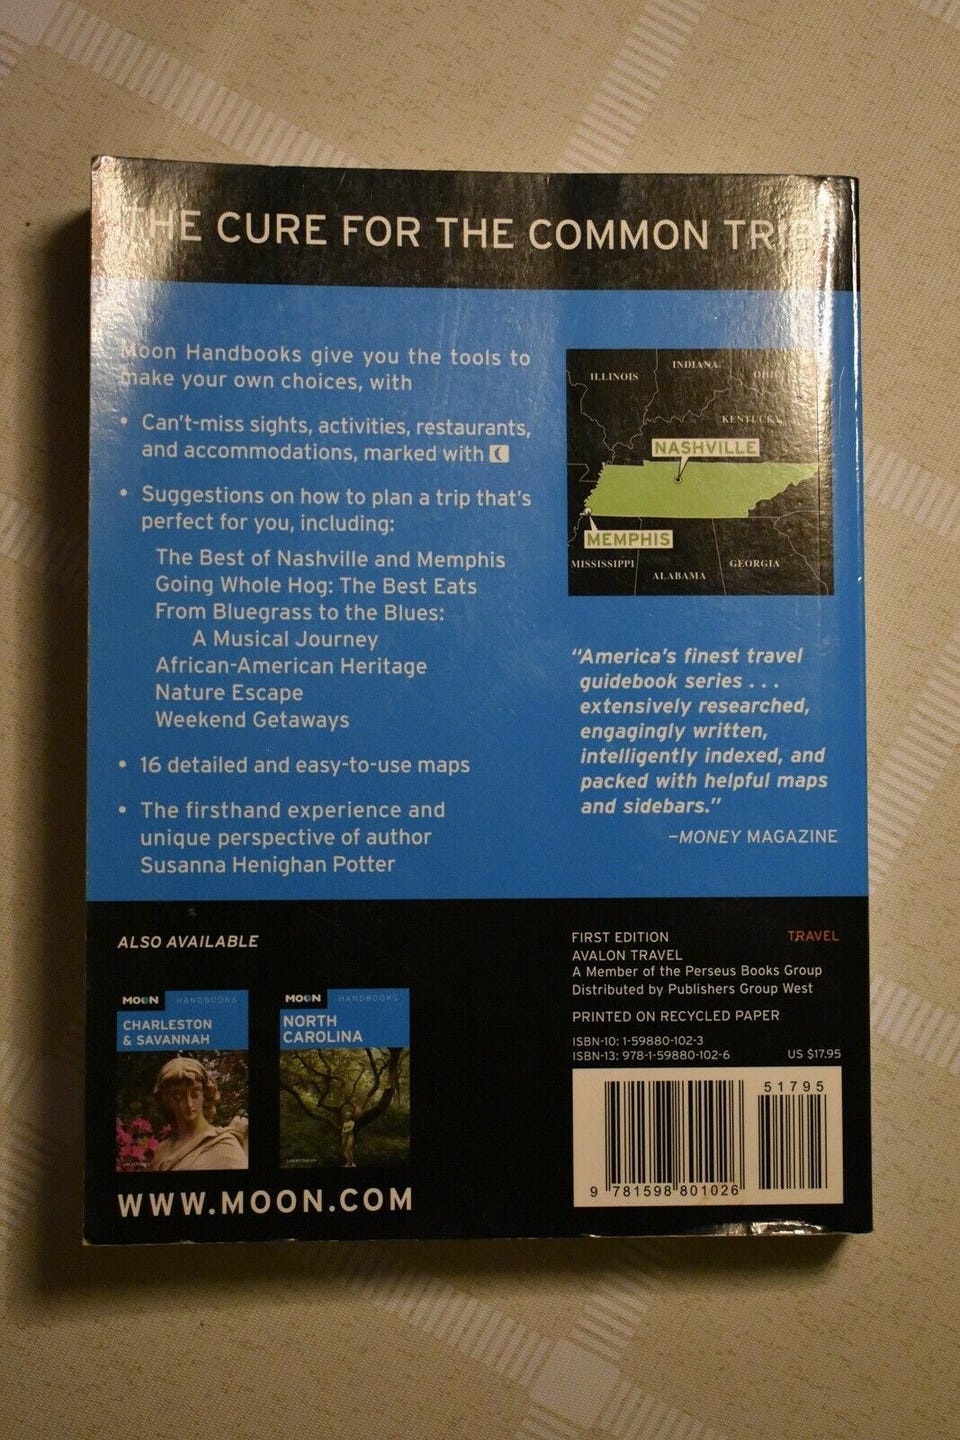 THE CURE FOR THE COMMON TRIP
Moon Handbooks give you the tools to
make your own choices, with
• Can't-miss sights, activities, restaurants,
and accommodations, marked with
• Suggestions on how to plan a trip that's
perfect for you, including:
The Best of Nashville and Memphis
Going Whole Hog: The Best Eats
From Bluegrass to the Blues:
A Musical Journey
African-American Heritage
Nature Escape
Weekend Getaways
• 16 detailed and easy-to-use maps
• The firsthand experience and
unique perspective of author
Susanna Henighan Potter
ILLINOIS
INDIANA
OHIO
KENTUCKY
NASHVILLE
MEMPHIS
MISSISSIPPI
ALABAMA
GEORGIA
"America's finest travel
guidebook series . . .
extensively researched,
engagingly written,
intelligently indexed, and
packed with helpful maps
and sidebars."
–MONEY MAGAZINE
ALSO AVAILABLE
MOON HANDBOOKS
CHARLESTON
& SAVANNAH
MOON HANDBOOKS
NORTH
CAROLINA
WWW.MOON.COM
FIRST EDITION
TRAVEL
AVALON TRAVEL
A Member of the Perseus Books Group
Distributed by Publishers Group West
PRINTED ON RECYCLED PAPER
ISBN-10: 1-59880-102-3
ISBN-13: 978-1-59880-102-6
US $17.95
51795
9 781598 801026